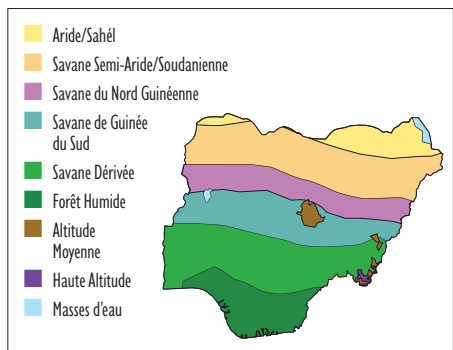 Aride/Sahél
Savane Semi-Aride/Soudanienne
Savane du Nord Guinéenne
Savane de Guinée
du Sud
Savane Dérivée
Forêt Humide
Altitude
Moyenne
Haute Altitude
Masses d'eau